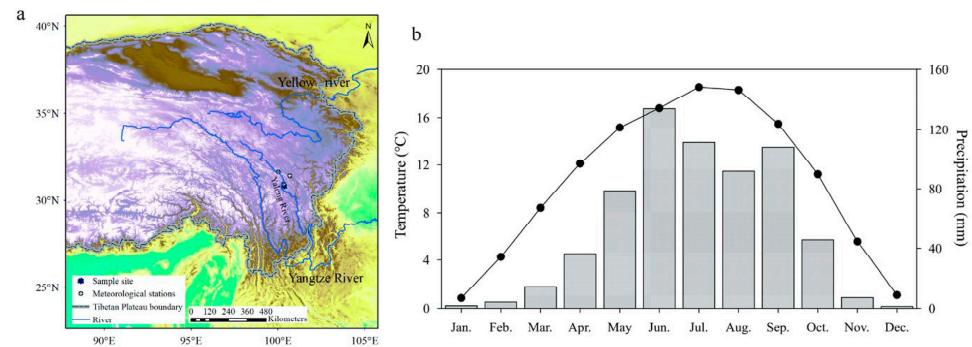 a
40°N
35°N
30°N
25°N
90°E
95°E
100°E
105°E
N
Yellow river
Yalong River
Yangtze River
Sample site
Meteorological stations
Tibetan Plateau boundary
River
0 120 240 360 480
Kilometers
b
Temperature (℃)
20
16
12
8
4
0
Precipitation (mm)
160
120
80
40
0
Jan. Feb. Mar. Apr. May Jun. Jul. Aug. Sep. Oct. Nov. Dec.